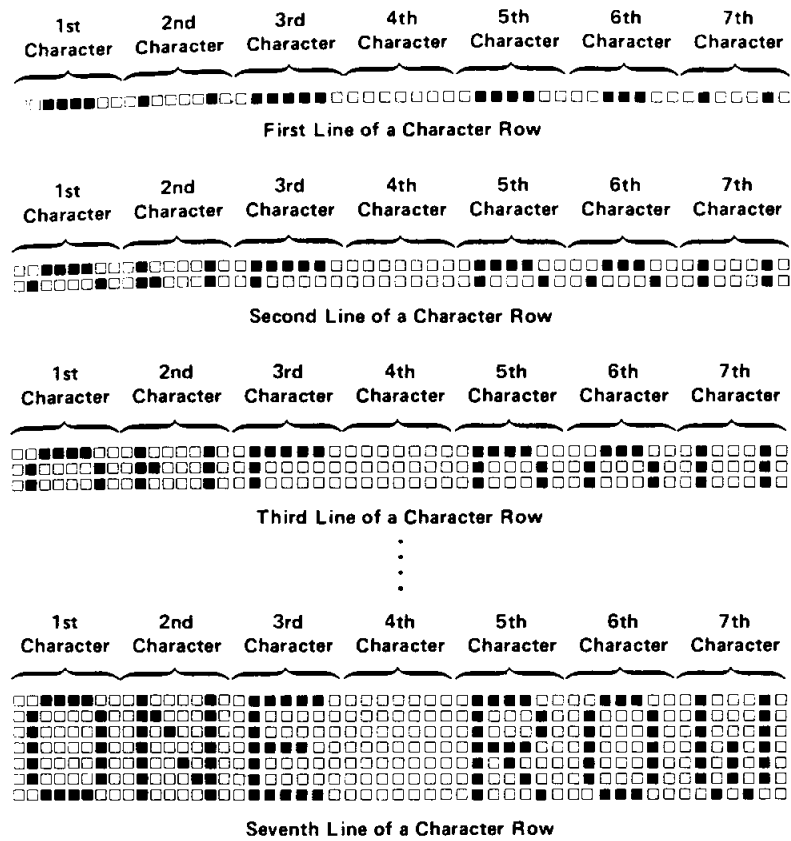 1st 2nd 3rd 4th 5th 6th 7th
Character Character Character Character Character Character Character
First Line of a Character Row
1st 2nd 3rd 4th 5th 6th 7th
Character Character Character Character Character Character Character
Second Line of a Character Row
1st 2nd 3rd 4th 5th 6th 7th
Character Character Character Character Character Character Character
Third Line of a Character Row
1st 2nd 3rd 4th 5th 6th 7th
Character Character Character Character Character Character Character
ONE ROW
Seventh Line of a Character Row